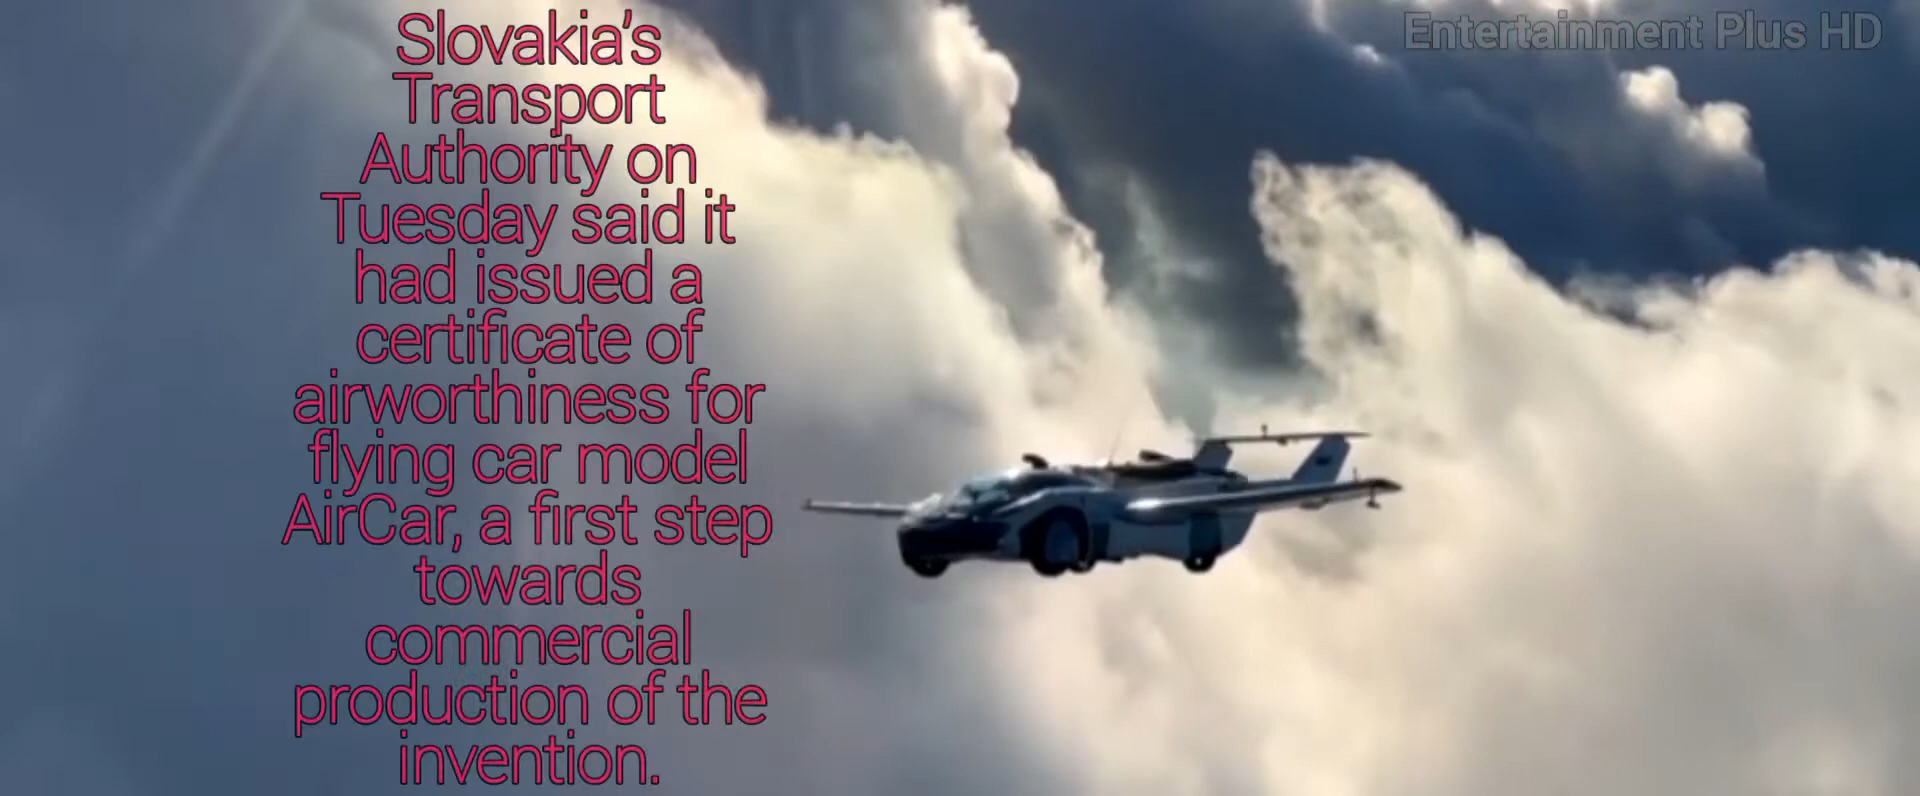 Slovakia’s
Transport
Authority on
Tuesday said it
had issued a
certificate of
airworthiness for
flying car model
AirCar, a first step
towards
commercial
production of the
invention.
Entertainment Plus HD